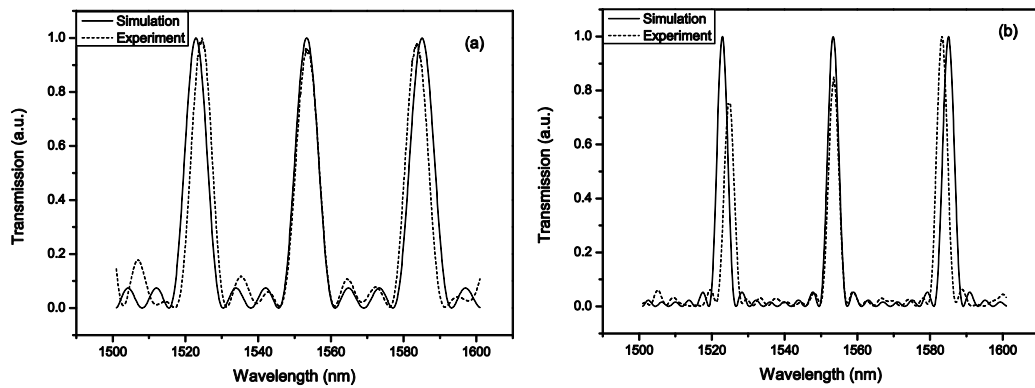 Simulation
Experiment
(a)
1.0
0.8
0.6
0.4
0.2
0.0
Transmission (a.u.)
1500 1520 1540 1560 1580 1600
Wavelength (nm)
Simulation
Experiment
(b)
1.0
0.8
0.6
0.4
0.2
0.0
Transmission (a.u.)
1500 1520 1540 1560 1580 1600
Wavelength (nm)